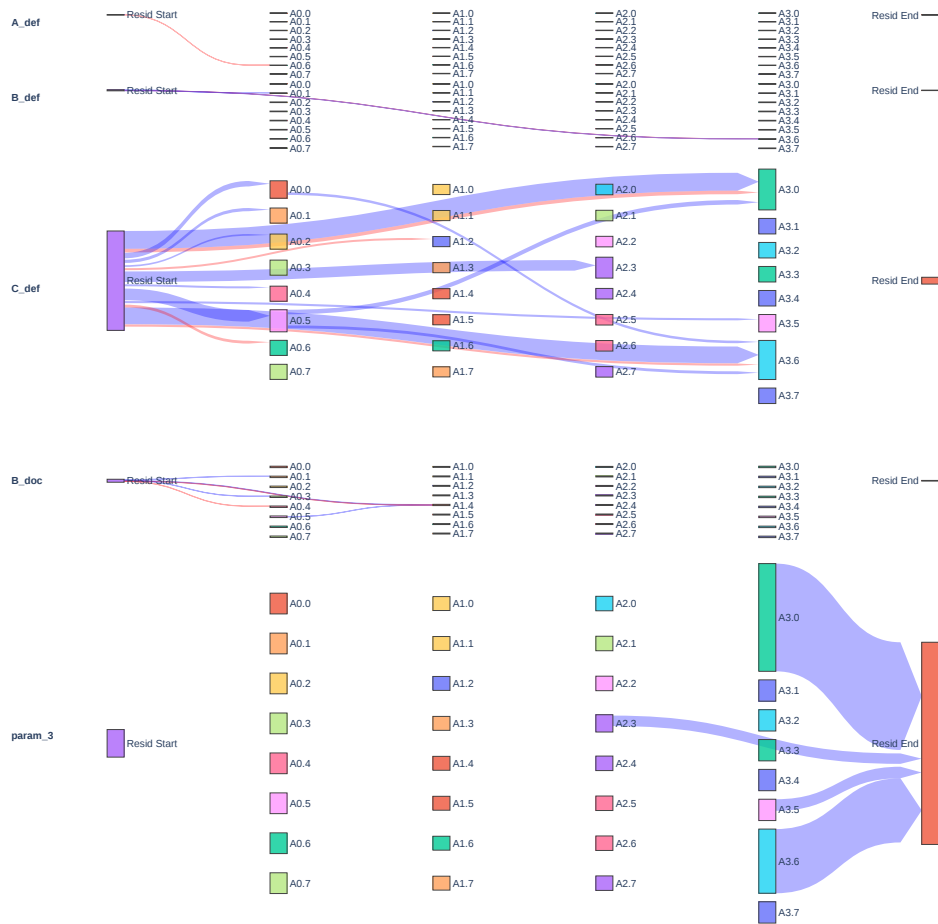 A_def
Resid Start
A0.0
A0.1
A0.2
A0.3
A0.4
A0.5
A0.6
A0.7
A1.0
A1.1
A1.2
A1.3
A1.4
A1.5
A1.6
A1.7
A2.0
A2.1
A2.2
A2.3
A2.4
A2.5
A2.6
A2.7
A3.0
A3.1
A3.2
A3.3
A3.4
A3.5
A3.6
A3.7
Resid End
B_def
Resid Start
A0.0
A0.1
A0.2
A0.3
A0.4
A0.5
A0.6
A0.7
A1.0
A1.1
A1.2
A1.3
A1.4
A1.5
A1.6
A1.7
A2.0
A2.1
A2.2
A2.3
A2.4
A2.5
A2.6
A2.7
A3.0
A3.1
A3.2
A3.3
A3.4
A3.5
A3.6
A3.7
Resid End
C_def
Resid Start
A0.0
A0.1
A0.2
A0.3
A0.4
A0.5
A0.6
A0.7
A1.0
A1.1
A1.2
A1.3
A1.4
A1.5
A1.6
A1.7
A2.0
A2.1
A2.2
A2.3
A2.4
A2.5
A2.6
A2.7
A3.0
A3.1
A3.2
A3.3
A3.4
A3.5
A3.6
A3.7
Resid End
B_doc
Resid Start
A0.0
A0.1
A0.2
A0.3
A0.4
A0.5
A0.6
A0.7
A1.0
A1.1
A1.2
A1.3
A1.4
A1.5
A1.6
A1.7
A2.0
A2.1
A2.2
A2.3
A2.4
A2.5
A2.6
A2.7
A3.0
A3.1
A3.2
A3.3
A3.4
A3.5
A3.6
A3.7
Resid End
param_3
Resid Start
A0.0
A0.1
A0.2
A0.3
A0.4
A0.5
A0.6
A0.7
A1.0
A1.1
A1.2
A1.3
A1.4
A1.5
A1.6
A1.7
A2.0
A2.1
A2.2
A2.3
A2.4
A2.5
A2.6
A2.7
A3.0
A3.1
A3.2
A3.3
A3.4
A3.5
A3.6
A3.7
Resid End